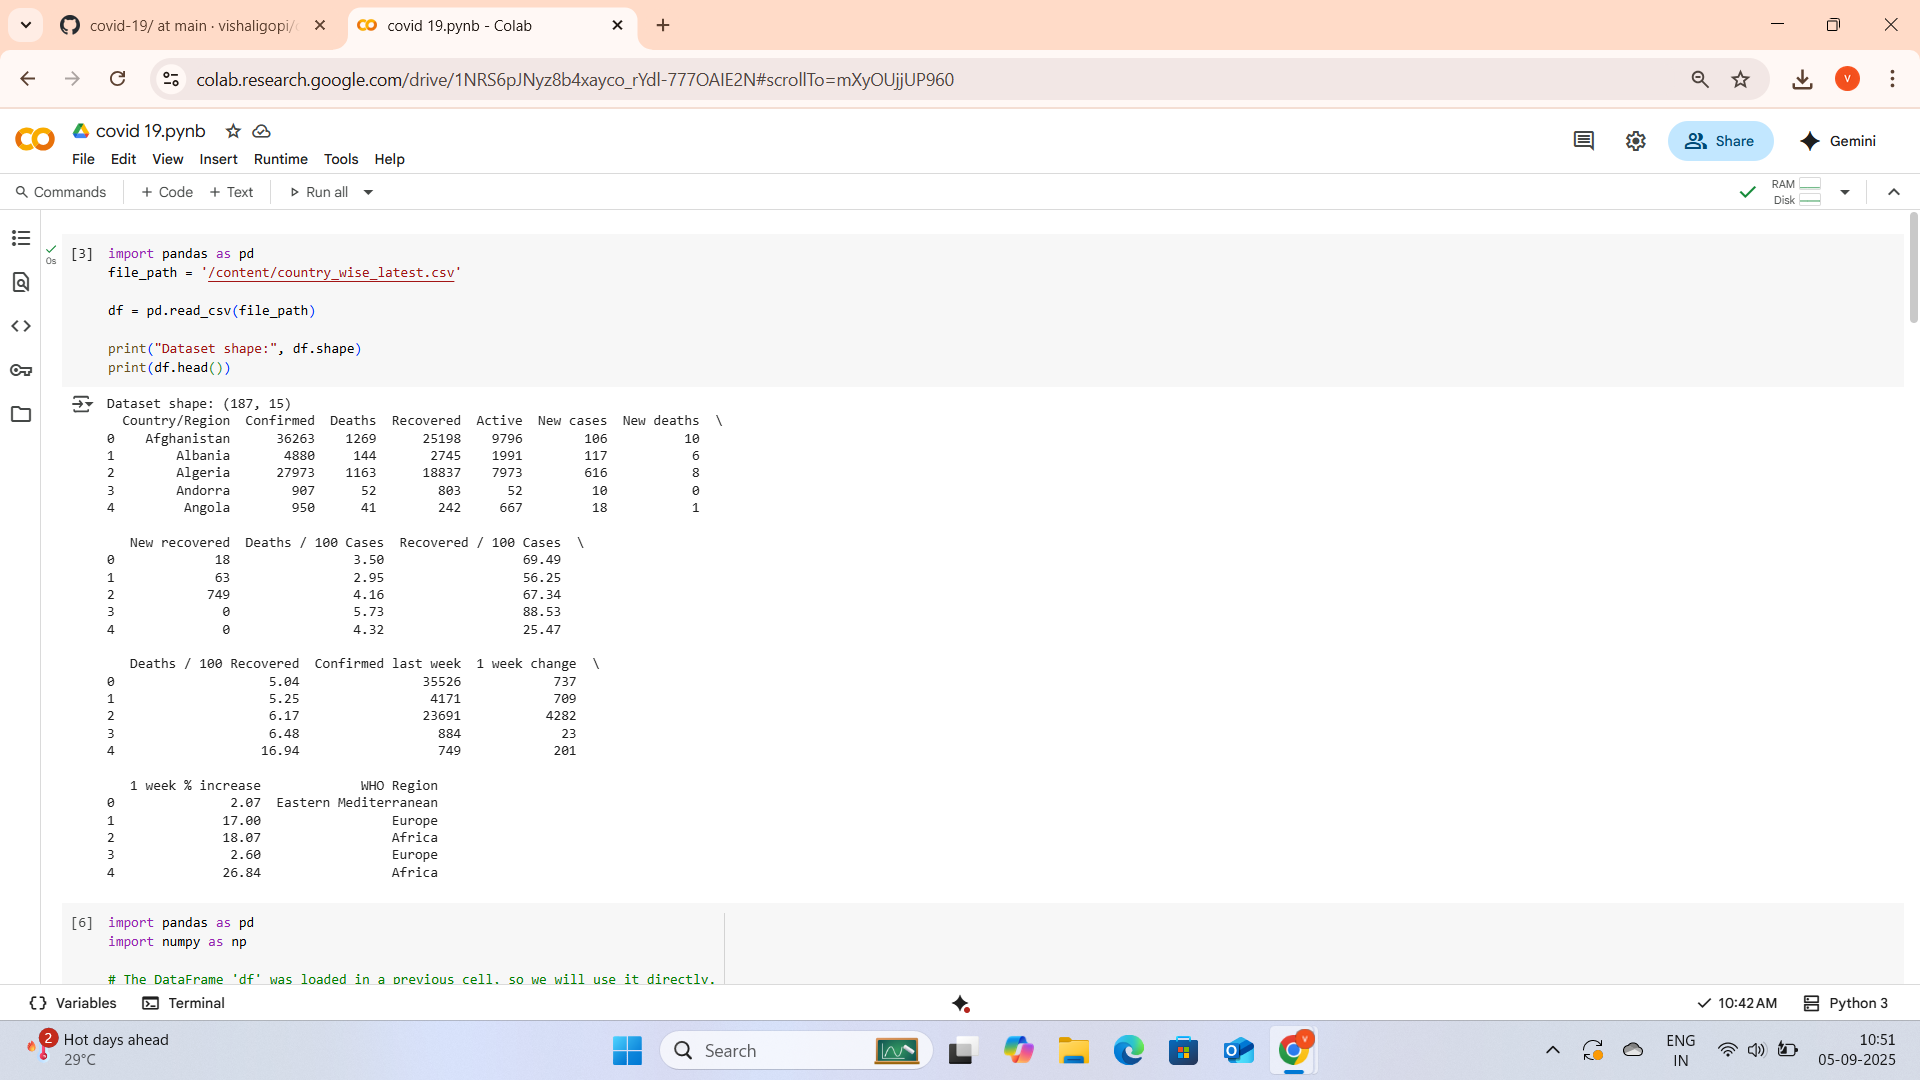 covid-19/ at main · vishaligopi/
covid 19.pynb - Colab
colab.research.google.com/drive/1NRS6pJNyz8b4xayco_rYdl-777OAIE2N#scrollTo=mXyOUjjUP960
V
covid 19.pynb
File Edit View Insert Runtime Tools Help
Share
Gemini
Commands + Code + Text Run all
RAM
Disk
0s
[3] import pandas as pd
file_path = '/content/country_wise_latest.csv'
df = pd.read_csv(file_path)
print("Dataset shape:", df.shape)
print(df.head())
Dataset shape: (187, 15)
Country/Region Confirmed Deaths Recovered Active New cases New deaths \
0 Afghanistan 36263 1269 25198 9796 106 10
1 Albania 4880 144 2745 1991 117 6
2 Algeria 27973 1163 18837 7973 616 8
3 Andorra 907 52 803 52 10 0
4 Angola 950 41 242 667 18 1
New recovered Deaths / 100 Cases Recovered / 100 Cases \
0 18 3.50 69.49
1 63 2.95 56.25
2 749 4.16 67.34
3 0 5.73 88.53
4 0 4.32 25.47
Deaths / 100 Recovered Confirmed last week 1 week change \
0 5.04 35526 737
1 5.25 4171 709
2 6.17 23691 4282
3 6.48 884 23
4 16.94 749 201
1 week % increase WHO Region
0 2.07 Eastern Mediterranean
1 17.00 Europe
2 18.07 Africa
3 2.60 Europe
4 26.84 Africa
[6] import pandas as pd
import numpy as np
# The DataFrame 'df' was loaded in a previous cell, so we will use it directly.
{} Variables Terminal
10:42 AM Python 3
2
Hot days ahead
29°C
Search
V
ENG
IN
10:51
05-09-2025